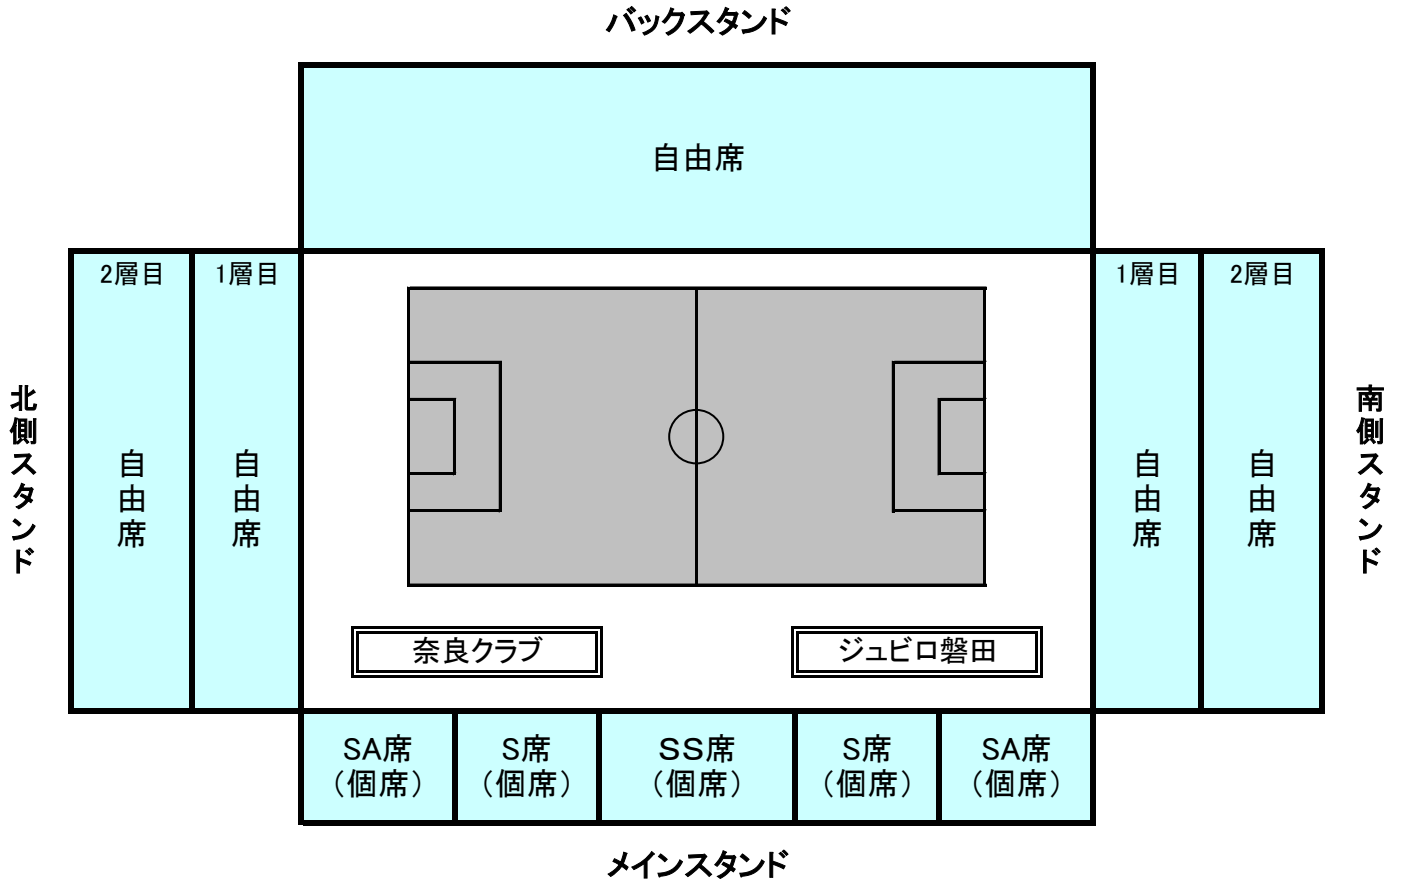 バックスタンド
自由席
2層目
1層目
1層目
2層目
北側スタンド
自由席
自由席
自由席
自由席
南側スタンド
奈良クラブ
ジュビロ磐田
SA席
（個席）
S席
（個席）
SS席
（個席）
S席
（個席）
SA席
（個席）
メインスタンド